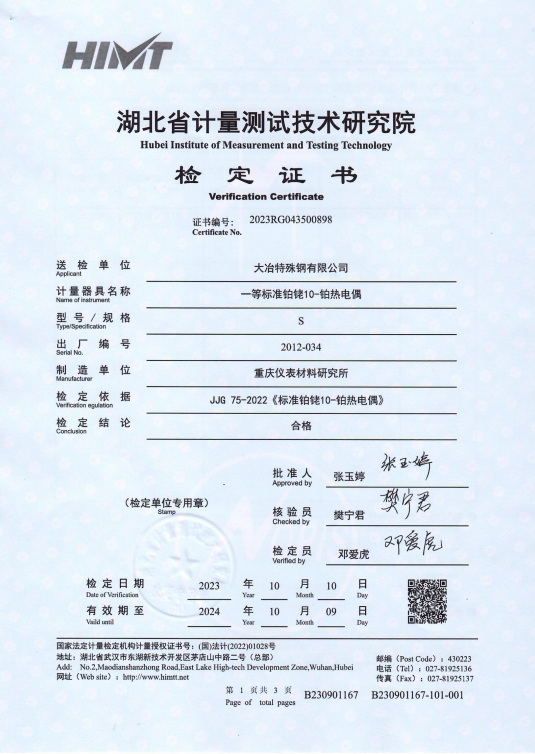 HIMT
湖北省计量测试技术研究院
Hubei Institute of Measurement and Testing Technology
检定证书
Verification Certificate
证书编号: 2023RG043500898
Certificate No.
送检单位 大冶特殊钢有限公司
Applicant
计量器具名称 一等标准铂铑10-铂热电偶
Name of instrument
型号/规格 S
Type/Specification
出厂编号 2012-034
Serial No.
制造单位 重庆仪表材料研究所
Manufacturer
检定依据 JJG 75-2022《标准铂铑10-铂热电偶》
Verification egulation
检定结论 合格
Conclusion
批准人 张玉婷 张玉婷
Approved by
(检定单位专用章)
Stamp
核验员 樊宁君 樊宁君
Checked by
检定员 邓爱虎 邓爱虎
Verified by
检定日期 2023 年 10 月 10 日
Date of Verification Year Month Day
有效期至 2024 年 10 月 09 日
Vaild until Year Month Day
国家法定计量检定机构计量授权证书号: (国)法计(2022)01028号
地址: 湖北省武汉市东湖新技术开发区茅店山中路二号 (总部) 邮编 (Post Code): 430223
Add: No.2,Maodianshanzhong Road,East Lake High-tech Development Zone,Wuhan,Hubei 电话 (Tel): 027-81925136
网址 (Web site): http://www.himtt.net 传真 (Fax): 027-81925137
第 1 页共 3 页 B230901167 B230901167-101-001
Page of total pages